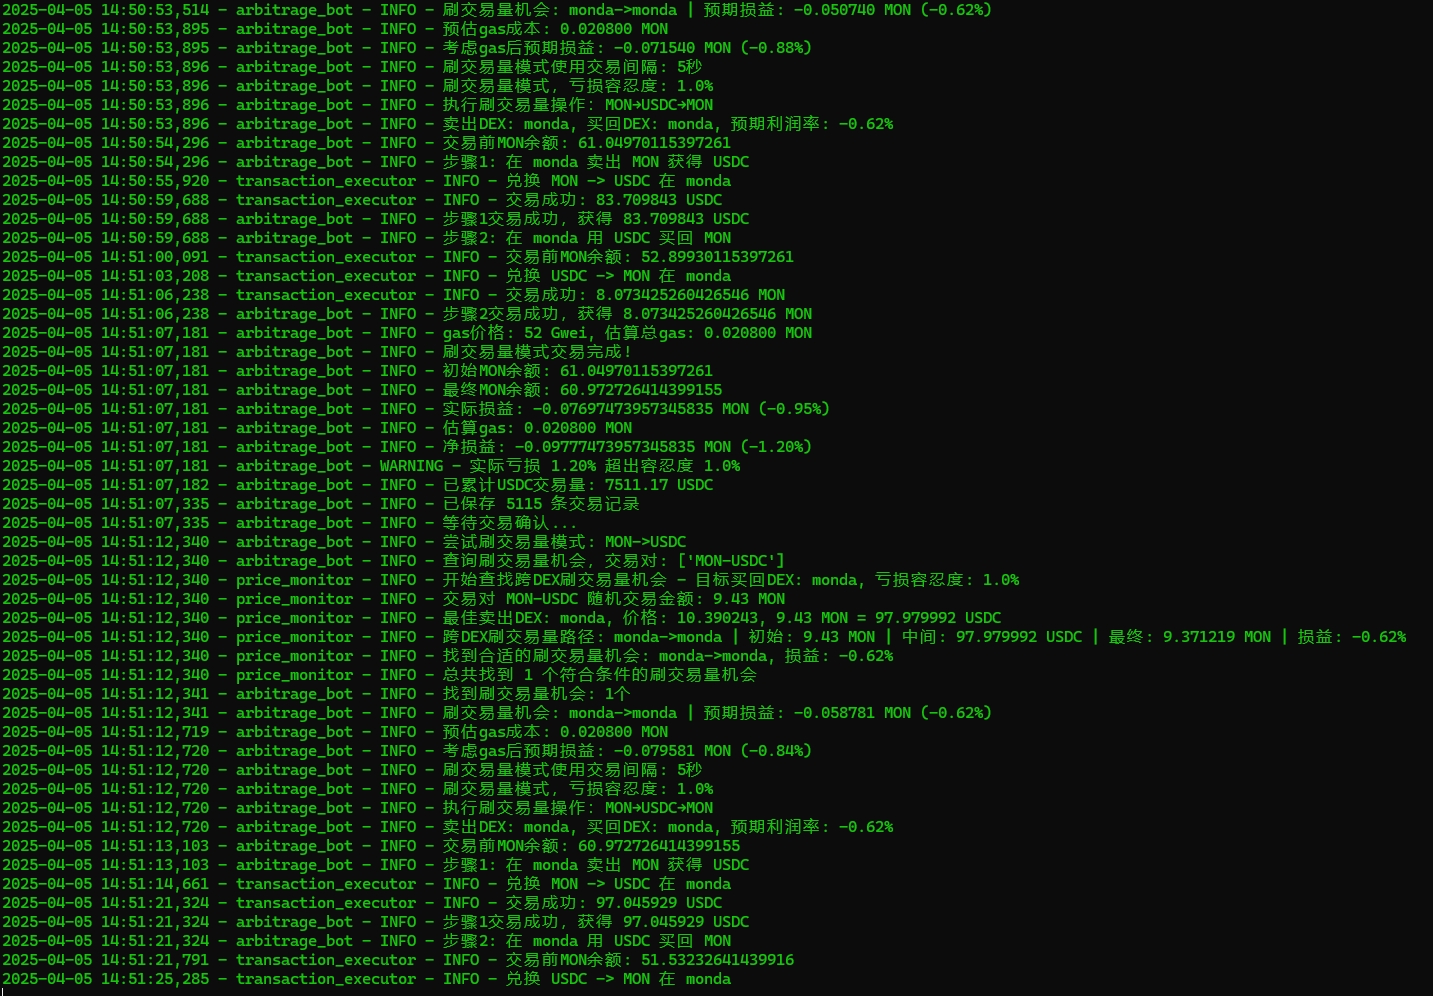 2025-04-05 14:50:53,514 - arbitrage_bot - INFO - 刷交易量机会: monda->monda | 预期损益: -0.050740 MON (-0.62%)
2025-04-05 14:50:53,895 - arbitrage_bot - INFO - 预估gas成本: 0.020800 MON
2025-04-05 14:50:53,895 - arbitrage_bot - INFO - 考虑gas后预期损益: -0.071540 MON (-0.88%)
2025-04-05 14:50:53,896 - arbitrage_bot - INFO - 刷交易量模式使用交易间隔: 5秒
2025-04-05 14:50:53,896 - arbitrage_bot - INFO - 刷交易量模式, 亏损容忍度: 1.0%
2025-04-05 14:50:53,896 - arbitrage_bot - INFO - 执行刷交易量操作: MON→USDC→MON
2025-04-05 14:50:53,896 - arbitrage_bot - INFO - 卖出DEX: monda, 买回DEX: monda, 预期利润率: -0.62%
2025-04-05 14:50:54,296 - arbitrage_bot - INFO - 交易前MON余额: 61.04970115397261
2025-04-05 14:50:54,296 - arbitrage_bot - INFO - 步骤1: 在 monda 卖出 MON 获得 USDC
2025-04-05 14:50:55,920 - transaction_executor - INFO - 兑换 MON -> USDC 在 monda
2025-04-05 14:50:59,688 - transaction_executor - INFO - 交易成功: 83.709843 USDC
2025-04-05 14:50:59,688 - arbitrage_bot - INFO - 步骤1交易成功, 获得 83.709843 USDC
2025-04-05 14:50:59,688 - arbitrage_bot - INFO - 步骤2: 在 monda 用 USDC 买回 MON
2025-04-05 14:51:00,091 - transaction_executor - INFO - 交易前MON余额: 52.89930115397261
2025-04-05 14:51:03,208 - transaction_executor - INFO - 兑换 USDC -> MON 在 monda
2025-04-05 14:51:06,238 - transaction_executor - INFO - 交易成功: 8.073425260426546 MON
2025-04-05 14:51:06,238 - arbitrage_bot - INFO - 步骤2交易成功, 获得 8.073425260426546 MON
2025-04-05 14:51:07,181 - arbitrage_bot - INFO - gas价格: 52 Gwei, 估算总gas: 0.020800 MON
2025-04-05 14:51:07,181 - arbitrage_bot - INFO - 刷交易量模式交易完成!
2025-04-05 14:51:07,181 - arbitrage_bot - INFO - 初始MON余额: 61.04970115397261
2025-04-05 14:51:07,181 - arbitrage_bot - INFO - 最终MON余额: 60.972726414399155
2025-04-05 14:51:07,181 - arbitrage_bot - INFO - 实际损益: -0.07697473957345835 MON (-0.95%)
2025-04-05 14:51:07,181 - arbitrage_bot - INFO - 估算gas: 0.020800 MON
2025-04-05 14:51:07,181 - arbitrage_bot - INFO - 净损益: -0.09777473957345835 MON (-1.20%)
2025-04-05 14:51:07,181 - arbitrage_bot - WARNING - 实际亏损 1.20% 超出容忍度 1.0%
2025-04-05 14:51:07,182 - arbitrage_bot - INFO - 已累计USDC交易量: 7511.17 USDC
2025-04-05 14:51:07,335 - arbitrage_bot - INFO - 已保存 5115 条交易记录
2025-04-05 14:51:07,335 - arbitrage_bot - INFO - 等待交易确认...
2025-04-05 14:51:12,340 - arbitrage_bot - INFO - 尝试刷交易量模式: MON->USDC
2025-04-05 14:51:12,340 - arbitrage_bot - INFO - 查询刷交易量机会, 交易对: ['MON-USDC']
2025-04-05 14:51:12,340 - price_monitor - INFO - 开始查找跨DEX刷交易量机会 - 目标买回DEX: monda, 亏损容忍度: 1.0%
2025-04-05 14:51:12,340 - price_monitor - INFO - 交易对 MON-USDC 随机交易金额: 9.43 MON
2025-04-05 14:51:12,340 - price_monitor - INFO - 最佳卖出DEX: monda, 价格: 10.390243, 9.43 MON = 97.979992 USDC
2025-04-05 14:51:12,340 - price_monitor - INFO - 跨DEX刷交易量路径: monda->monda | 初始: 9.43 MON | 中间: 97.979992 USDC | 最终: 9.371219 MON | 损益: -0.62%
2025-04-05 14:51:12,340 - price_monitor - INFO - 找到合适的刷交易量机会: monda->monda, 损益: -0.62%
2025-04-05 14:51:12,340 - price_monitor - INFO - 总共找到 1 个符合条件的刷交易量机会
2025-04-05 14:51:12,341 - arbitrage_bot - INFO - 找到刷交易量机会: 1个
2025-04-05 14:51:12,341 - arbitrage_bot - INFO - 刷交易量机会: monda->monda | 预期损益: -0.058781 MON (-0.62%)
2025-04-05 14:51:12,719 - arbitrage_bot - INFO - 预估gas成本: 0.020800 MON
2025-04-05 14:51:12,720 - arbitrage_bot - INFO - 考虑gas后预期损益: -0.079581 MON (-0.84%)
2025-04-05 14:51:12,720 - arbitrage_bot - INFO - 刷交易量模式使用交易间隔: 5秒
2025-04-05 14:51:12,720 - arbitrage_bot - INFO - 刷交易量模式, 亏损容忍度: 1.0%
2025-04-05 14:51:12,720 - arbitrage_bot - INFO - 执行刷交易量操作: MON→USDC→MON
2025-04-05 14:51:12,720 - arbitrage_bot - INFO - 卖出DEX: monda, 买回DEX: monda, 预期利润率: -0.62%
2025-04-05 14:51:13,103 - arbitrage_bot - INFO - 交易前MON余额: 60.972726414399155
2025-04-05 14:51:13,103 - arbitrage_bot - INFO - 步骤1: 在 monda 卖出 MON 获得 USDC
2025-04-05 14:51:14,661 - transaction_executor - INFO - 兑换 MON -> USDC 在 monda
2025-04-05 14:51:21,324 - transaction_executor - INFO - 交易成功: 97.045929 USDC
2025-04-05 14:51:21,324 - arbitrage_bot - INFO - 步骤1交易成功, 获得 97.045929 USDC
2025-04-05 14:51:21,324 - arbitrage_bot - INFO - 步骤2: 在 monda 用 USDC 买回 MON
2025-04-05 14:51:21,791 - transaction_executor - INFO - 交易前MON余额: 51.53232641439916
2025-04-05 14:51:25,285 - transaction_executor - INFO - 兑换 USDC -> MON 在 monda